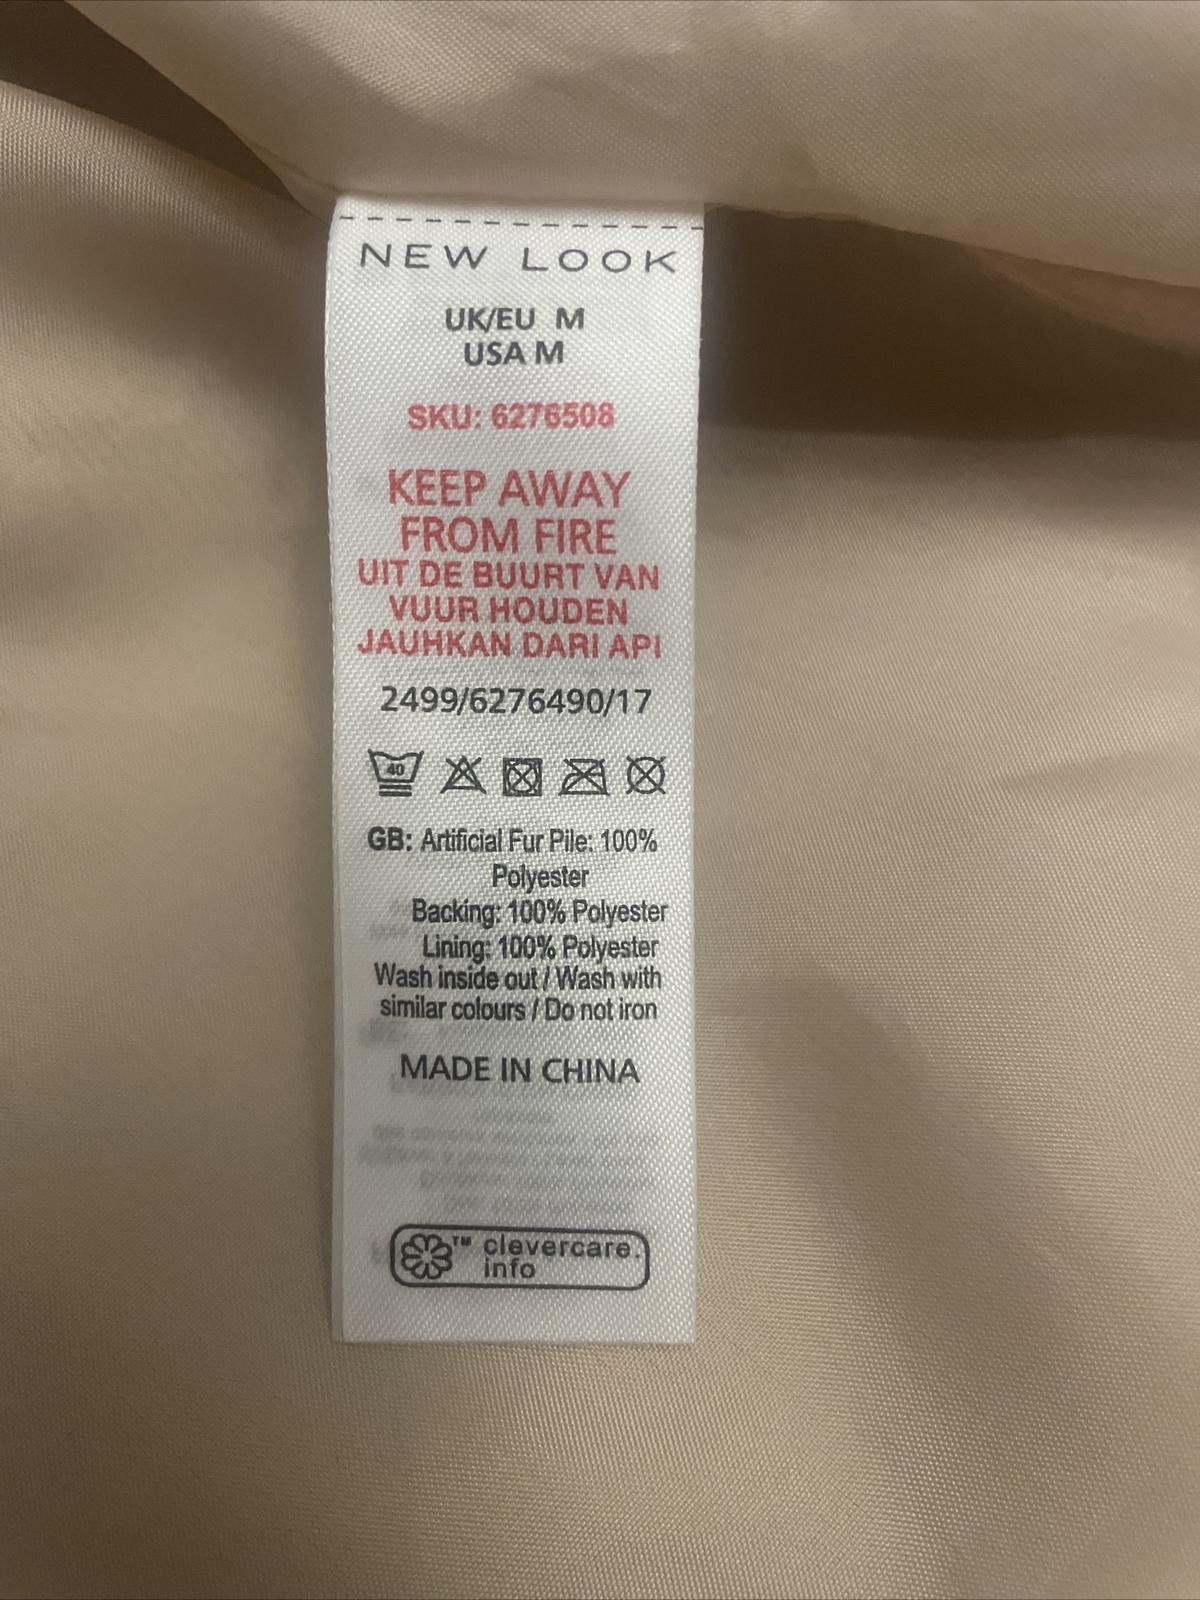 NEW LOOK
UK/EU M
USA M
SKU: 6276508
KEEP AWAY
FROM FIRE
UIT DE BUURT VAN
VUUR HOUDEN
JAUHKAN DARI API
2499/6276490/17
40
GB: Artificial Fur Pile: 100%
Polyester
Backing: 100% Polyester
Lining: 100% Polyester
Wash inside out / Wash with
similar colours / Do not iron
MADE IN CHINA
™ clevercare.
info